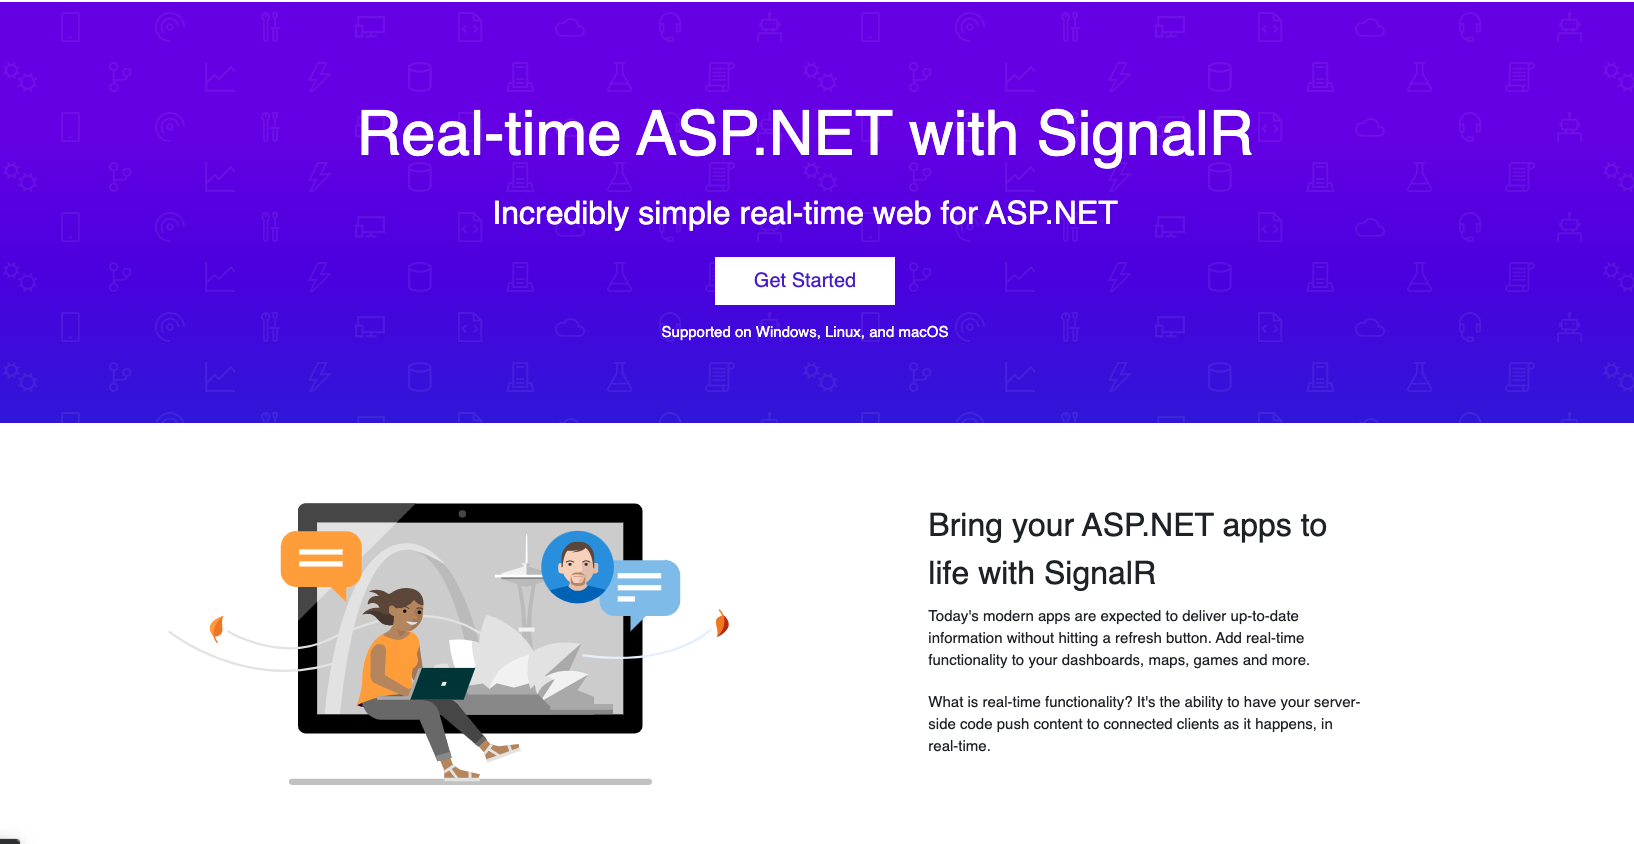 Real-time ASP.NET with SignalR
Incredibly simple real-time web for ASP.NET
Get Started
Supported on Windows, Linux, and macOS
Bring your ASP.NET apps to
life with SignalR
Today's modern apps are expected to deliver up-to-date
information without hitting a refresh button. Add real-time
functionality to your dashboards, maps, games and more.
What is real-time functionality? It's the ability to have your server-
side code push content to connected clients as it happens, in
real-time.